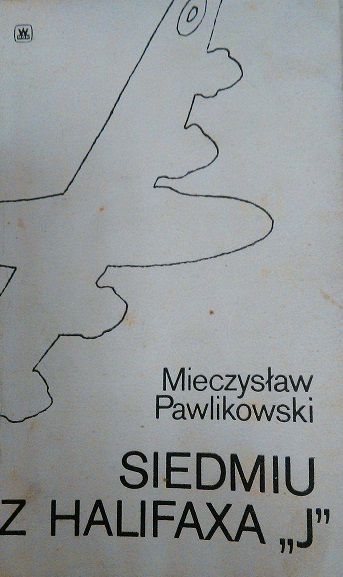 Mieczysław
Pawlikowski
SIEDMIU
Z HALIFAXA „J”